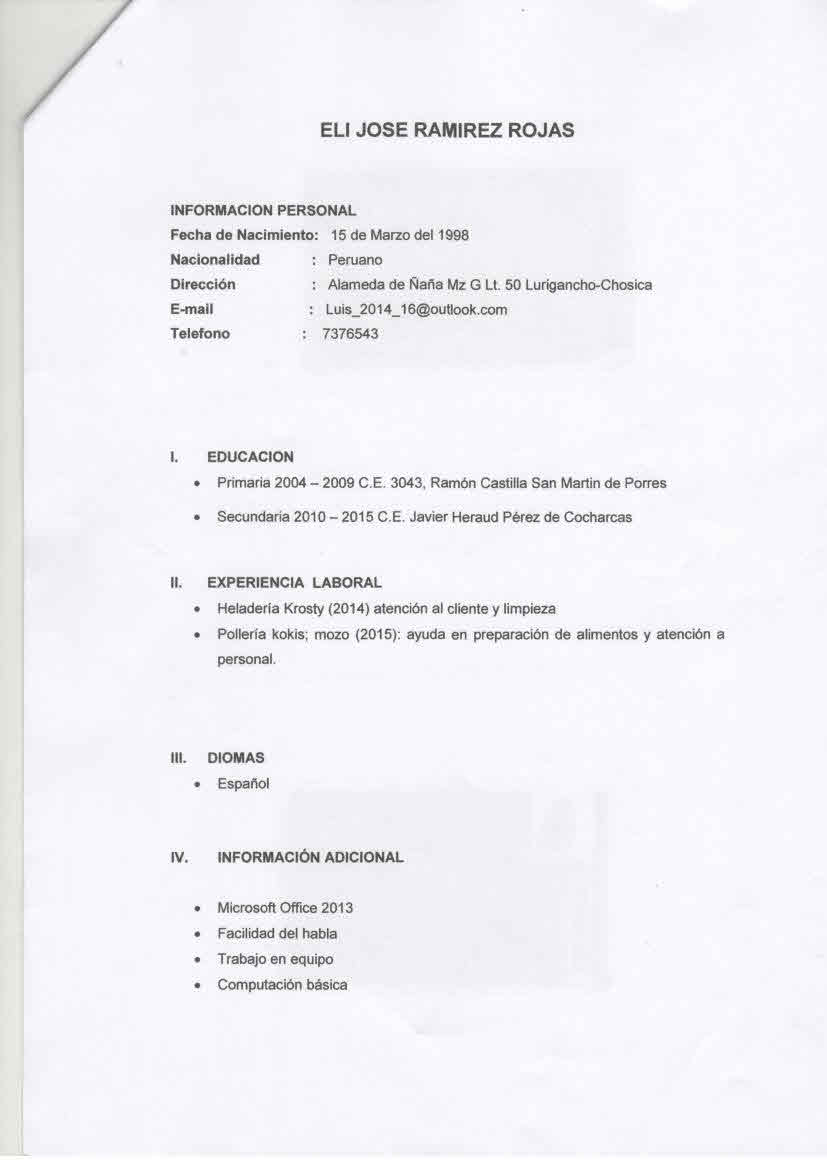 ELI JOSE RAMIREZ ROJAS
INFORMACION PERSONAL
Fecha de Nacimiento: 15 de Marzo del 1998
Nacionalidad : Peruano
Dirección : Alameda de Ñaña Mz G Lt. 50 Lurigancho-Chosica
E-mail : Luis_2014_16@outlook.com
Telefono : 7376543
I. EDUCACION
• Primaria 2004 – 2009 C.E. 3043, Ramón Castilla San Martin de Porres
• Secundaria 2010 – 2015 C.E. Javier Heraud Pérez de Cocharcas
II. EXPERIENCIA LABORAL
• Heladería Krosty (2014) atención al cliente y limpieza
• Pollería kokis; mozo (2015): ayuda en preparación de alimentos y atención a
personal.
III. DIOMAS
• Español
IV. INFORMACIÓN ADICIONAL
• Microsoft Office 2013
• Facilidad del habla
• Trabajo en equipo
• Computación básica